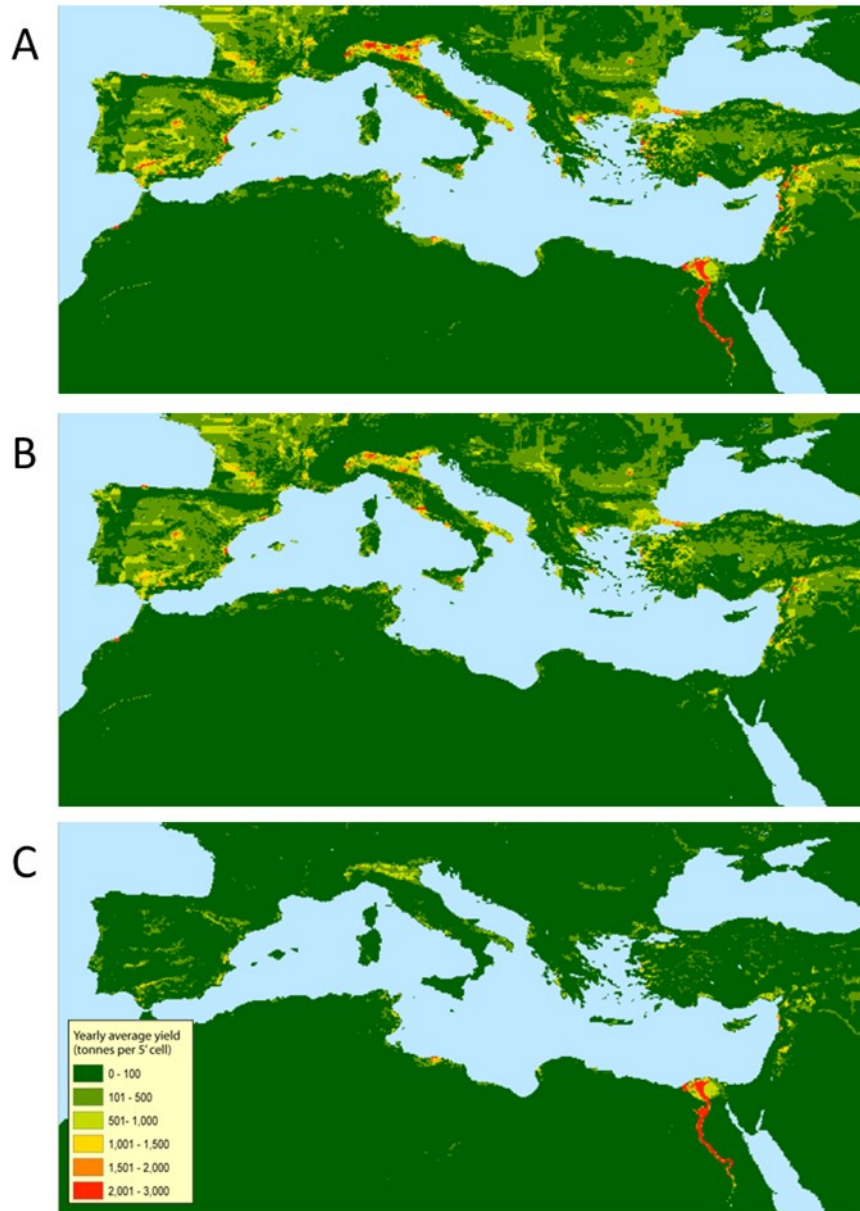 A
B
C
Yearly average yield
(tonnes per 5' cell)
0 - 100
101 - 500
501- 1,000
1,001 - 1,500
1,501 - 2,000
2,001 - 3,000